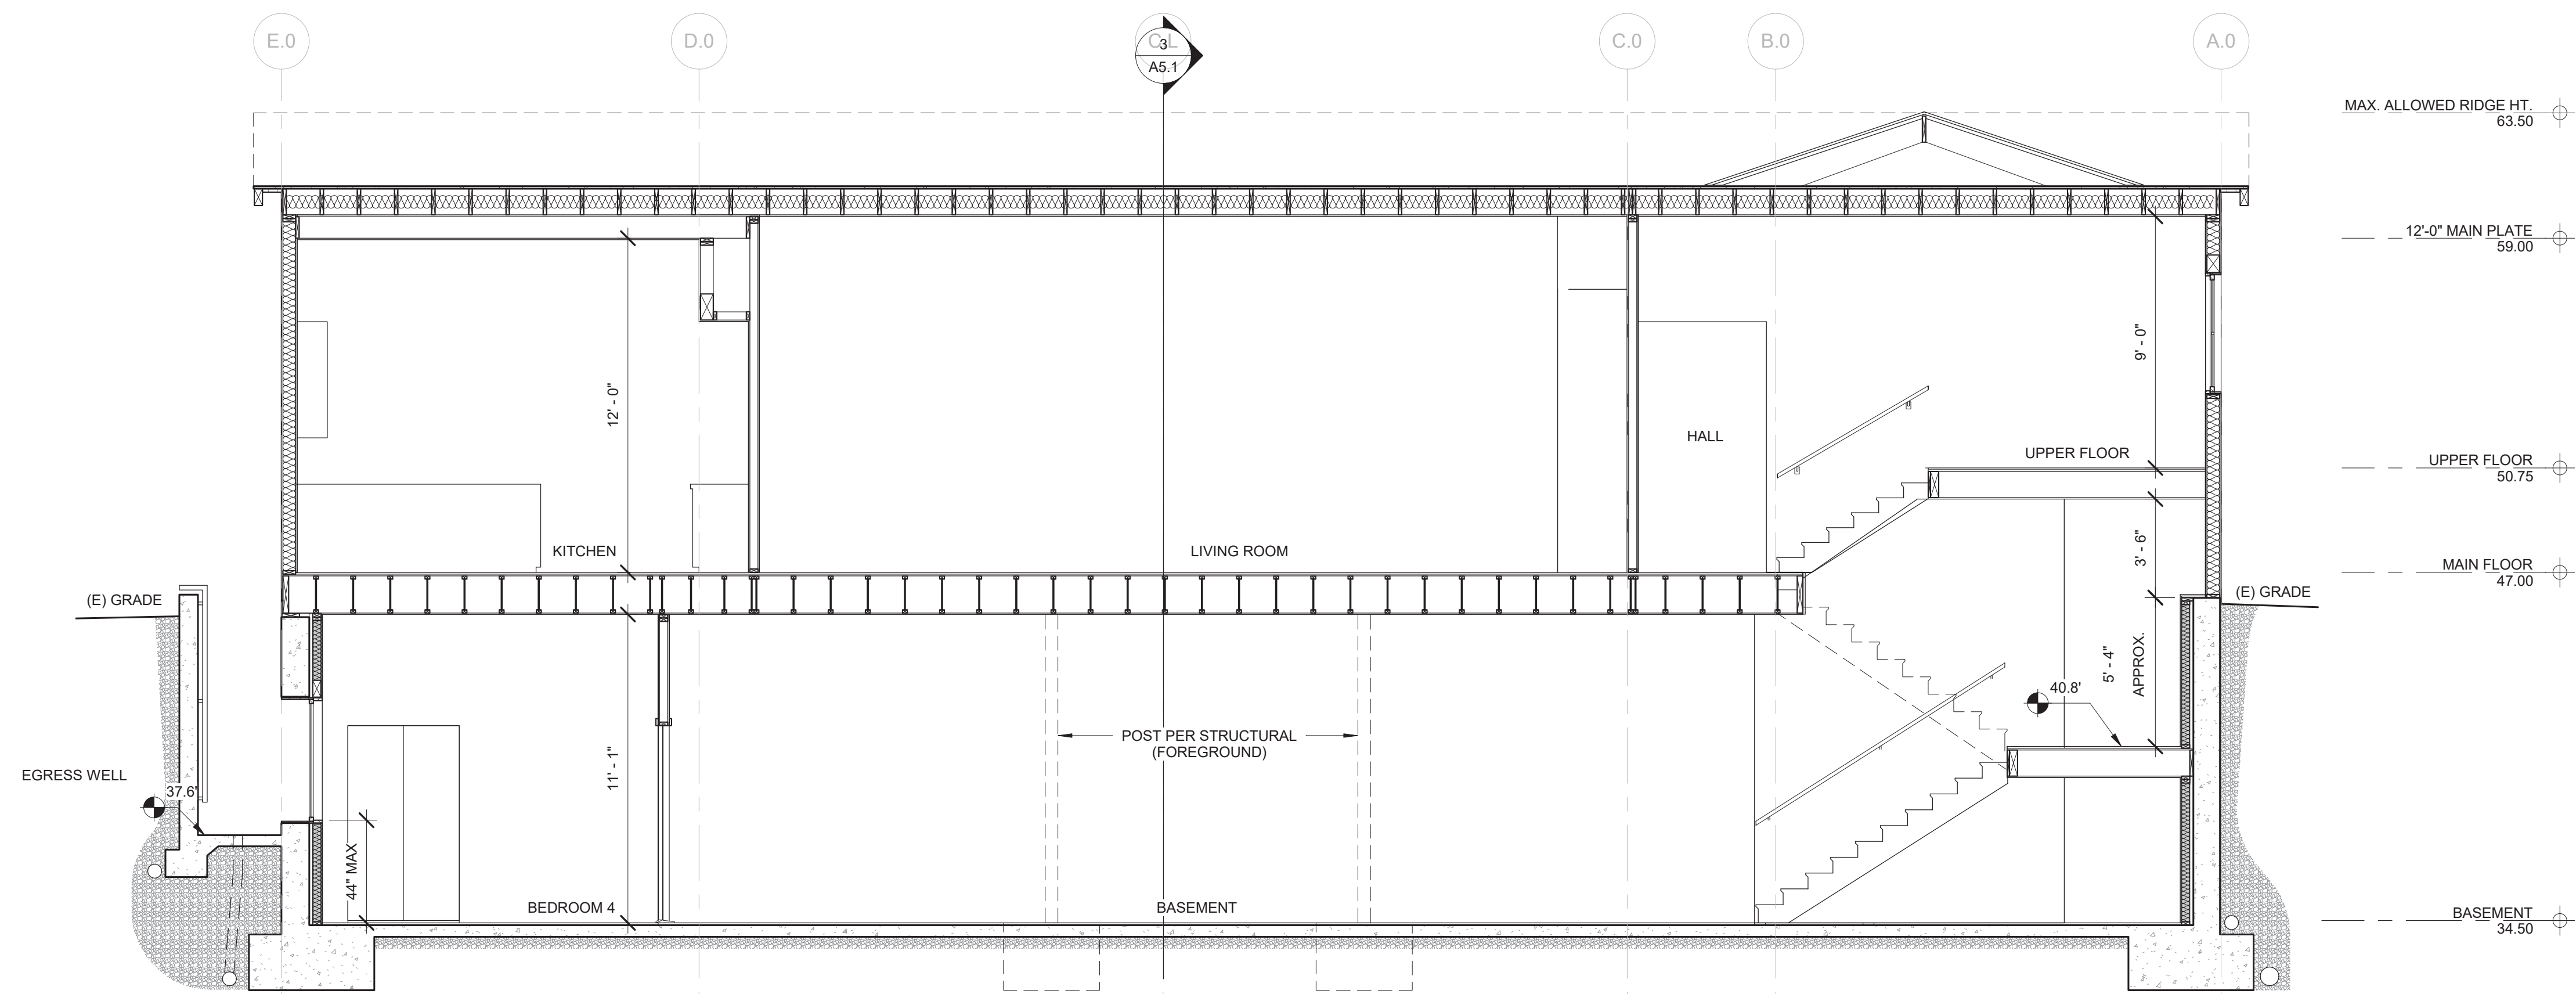 E.0
D.0
C.L
3
A5.1
C.0
B.0
A.0
MAX. ALLOWED RIDGE HT.
63.50
12'-0" MAIN PLATE
59.00
9' - 0"
12' - 0"
HALL
UPPER FLOOR
UPPER FLOOR
50.75
KITCHEN
LIVING ROOM
3' - 6"
MAIN FLOOR
47.00
(E) GRADE
(E) GRADE
5' - 4"
APPROX.
40.8'
POST PER STRUCTURAL
(FOREGROUND)
11' - 1"
EGRESS WELL
37.6'
44" MAX
BEDROOM 4
BASEMENT
BASEMENT
34.50